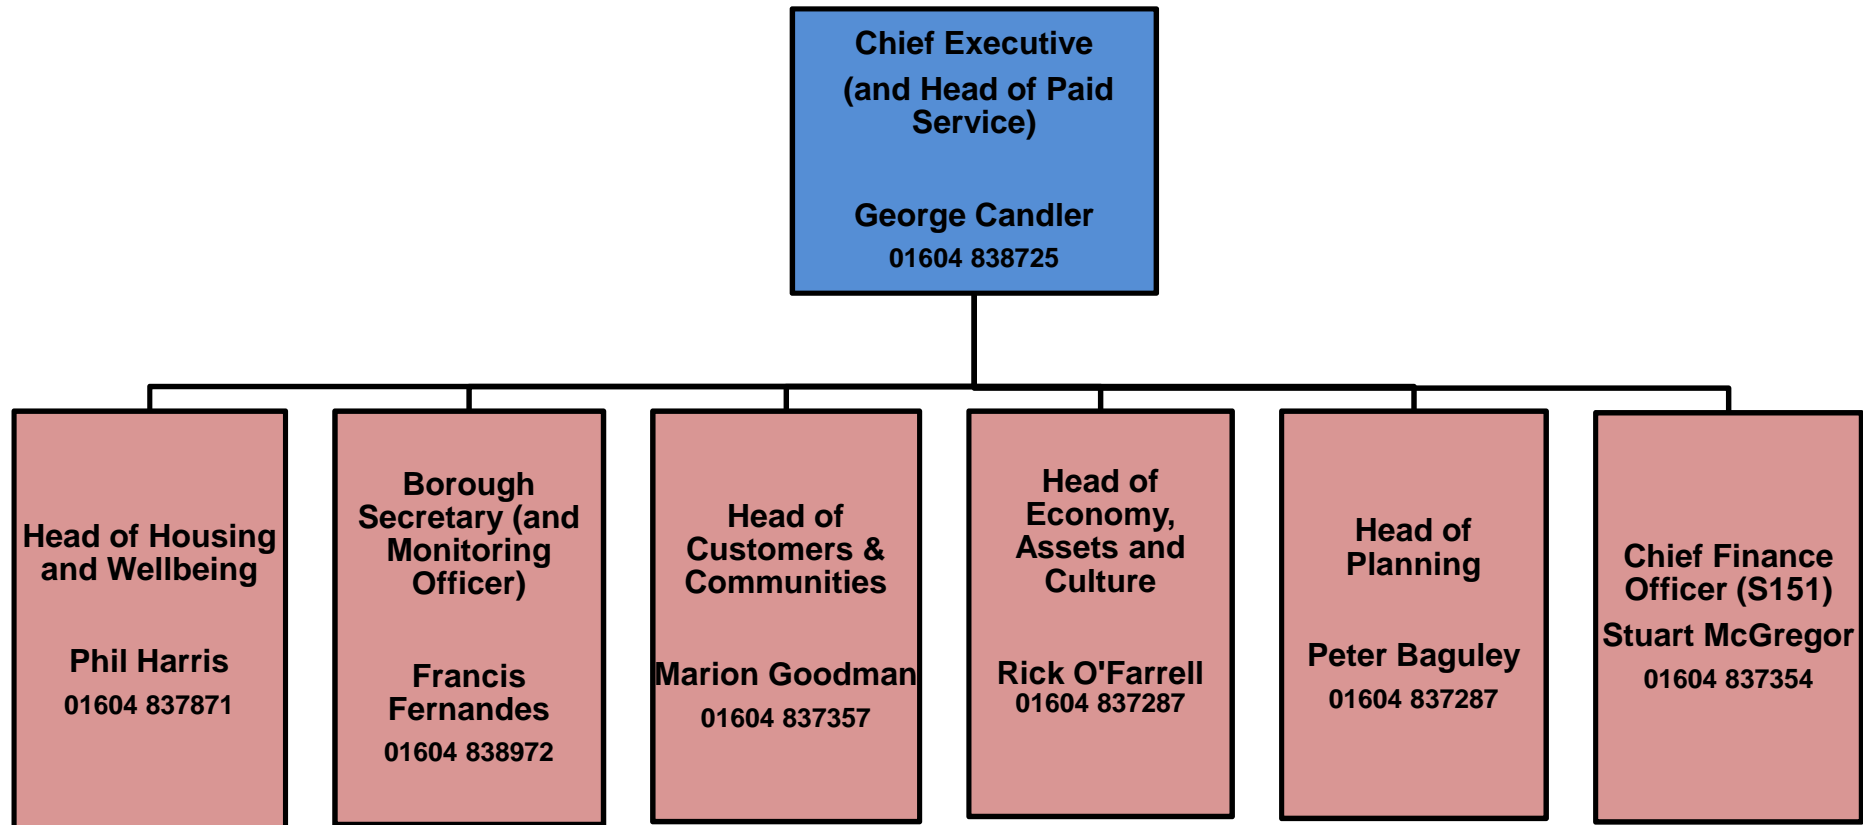 Chief Executive
(and Head of Paid
Service)
George Candler
01604 838725
Head of Housing
and Wellbeing
Phil Harris
01604 837871
Borough
Secretary (and
Monitoring
Officer)
Francis
Fernandes
01604 838972
Head of
Customers &
Communities
Marion Goodman
01604 837357
Head of
Economy,
Assets and
Culture
Rick O'Farrell
01604 837287
Head of
Planning
Peter Baguley
01604 837287
Chief Finance
Officer (S151)
Stuart McGregor
01604 837354